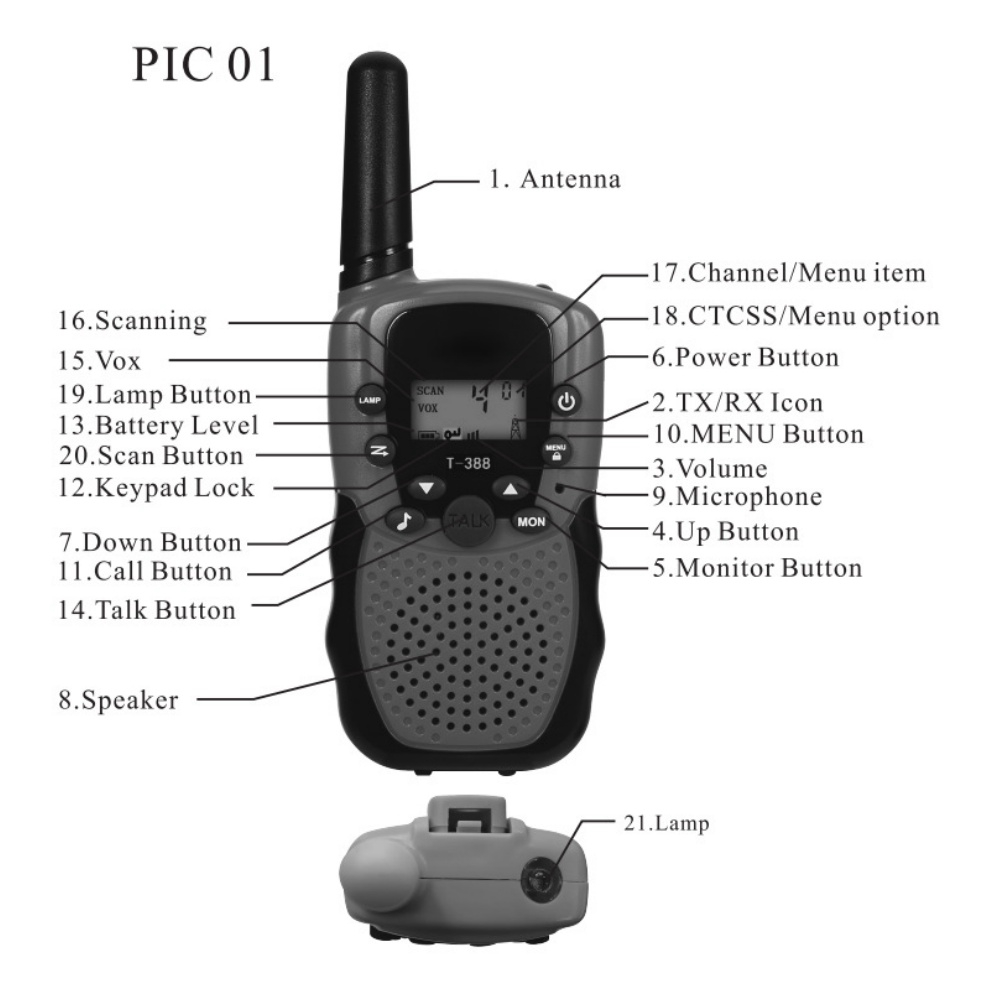 PIC 01
1. Antenna
16.Scanning
15.Vox
19.Lamp Button
13.Battery Level
20.Scan Button
12.Keypad Lock
7.Down Button
11.Call Button
14.Talk Button
8.Speaker
17.Channel/Menu item
18.CTCSS/Menu option
6.Power Button
2.TX/RX Icon
10.MENU Button
3.Volume
9.Microphone
4.Up Button
5.Monitor Button
SCAN
VOX
01
LAMP
MENU
T-388
TALK
MON
21.Lamp